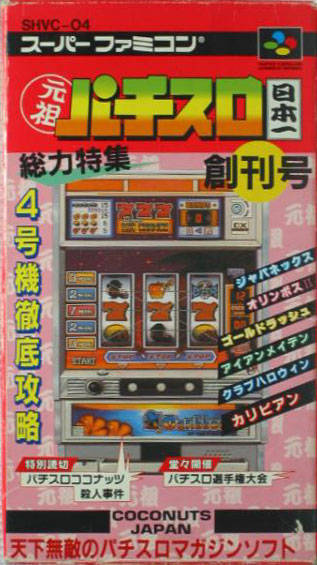 SHVC-04
スーパーファミコン®
元祖
パチスロ
日本一
総力特集
創刊号
4号機徹底攻略
ジャパネックス
オリンポスII
ゴールドラッシュ
アイアンメイデン
クラブハロウィン
カリビアン
START
STOP STOP STOP
特別読切
パチスロココナッツ
殺人事件
堂々開催
パチスロ選手権大会
COCONUTS
JAPAN
天下無敵のパチスロマガジンソフト